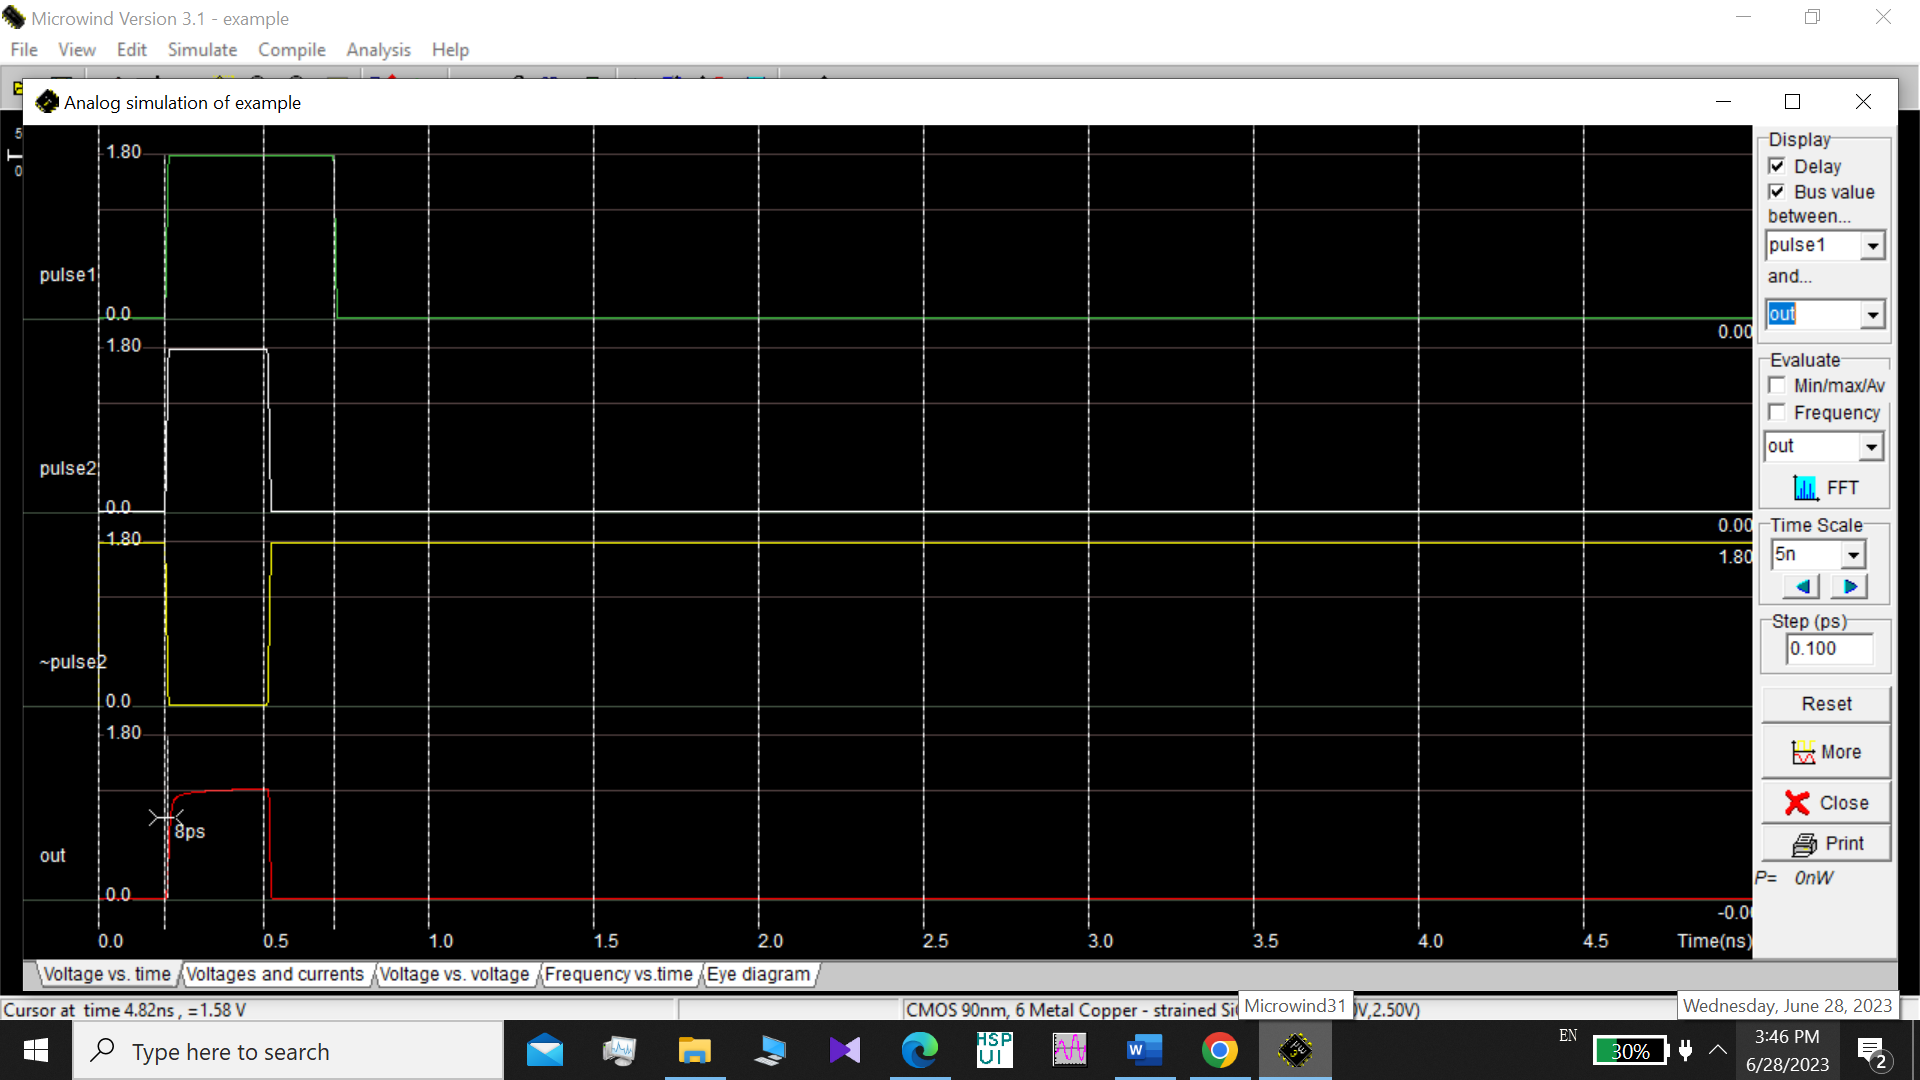 Microwind Version 3.1 - example
File View Edit Simulate Compile Analysis Help
Analog simulation of example
5
0
1.80
pulse1
0.0
0.00
1.80
pulse2
0.0
0.00
1.80
1.80
~pulse2
0.0
1.80
8ps
out
0.0
-0.0
0.0 0.5 1.0 1.5 2.0 2.5 3.0 3.5 4.0 4.5 Time(ns)
Display
Delay
Bus value
between...
pulse1
and...
out
Evaluate
Min/max/Av
Frequency
out
FFT
Time Scale
5n
Step (ps)
0.100
Reset
More
Close
Print
P= 0nW
Voltage vs. time Voltages and currents Voltage vs. voltage Frequency vs.time Eye diagram
Cursor at time 4.82ns , =1.58 V
CMOS 90nm, 6 Metal Copper - strained Si
Microwind31
V,2.50V)
Wednesday, June 28, 2023
Type here to search
HSP
UI
W
EN
30%
3:46 PM
6/28/2023
2